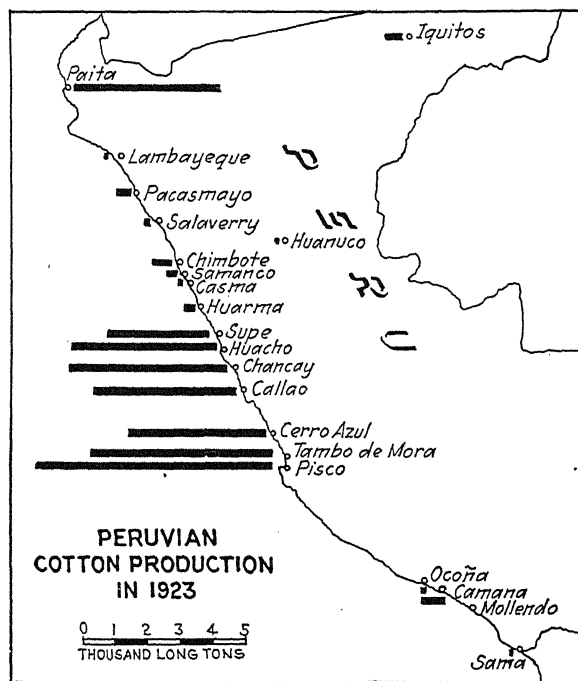 Iquitos
Paita
Lambayeque
Pacasmayo
Salaverry
Huanuco
Chimbote
Samanco
Casma
Huarma
Supe
Huacho
Chancay
Callao
Cerro Azul
Tambo de Mora
Pisco
PERUVIAN
COTTON PRODUCTION
IN 1923
0 1 2 3 4 5
THOUSAND LONG TONS
Ocoña
Camana
Mollendo
Sama